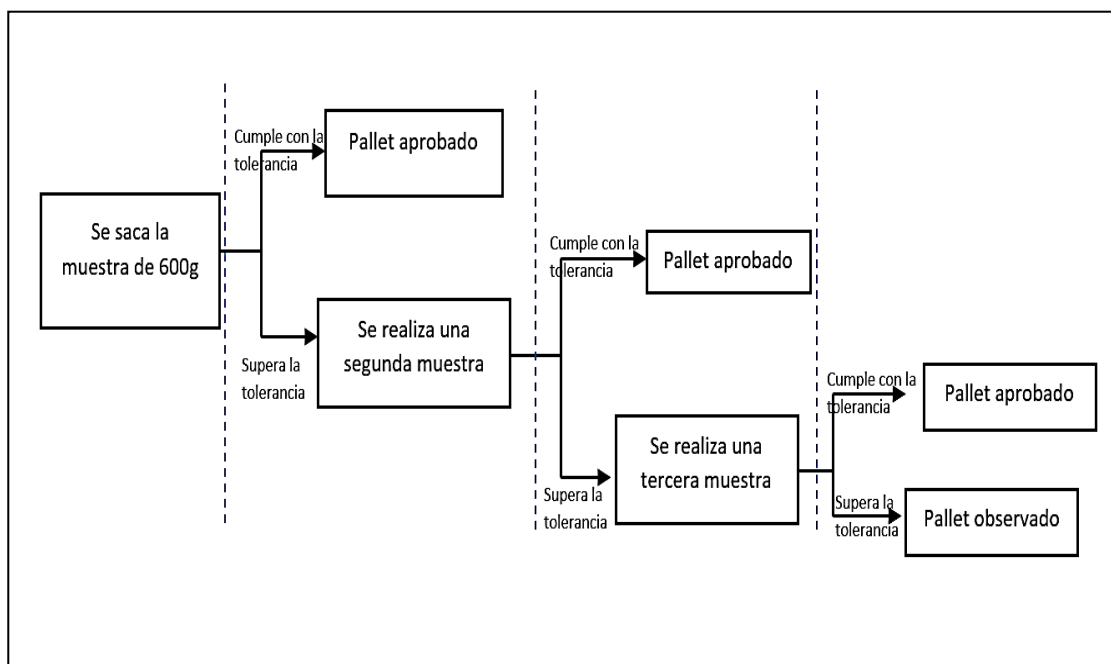 Se saca la
muestra de 600g
Cumple con la
tolerancia
Pallet aprobado
Supera la
tolerancia
Se realiza una
segunda muestra
Cumple con la
tolerancia
Pallet aprobado
Supera la
tolerancia
Se realiza una
tercera muestra
Cumple con la
tolerancia
Pallet aprobado
Supera la
tolerancia
Pallet observado